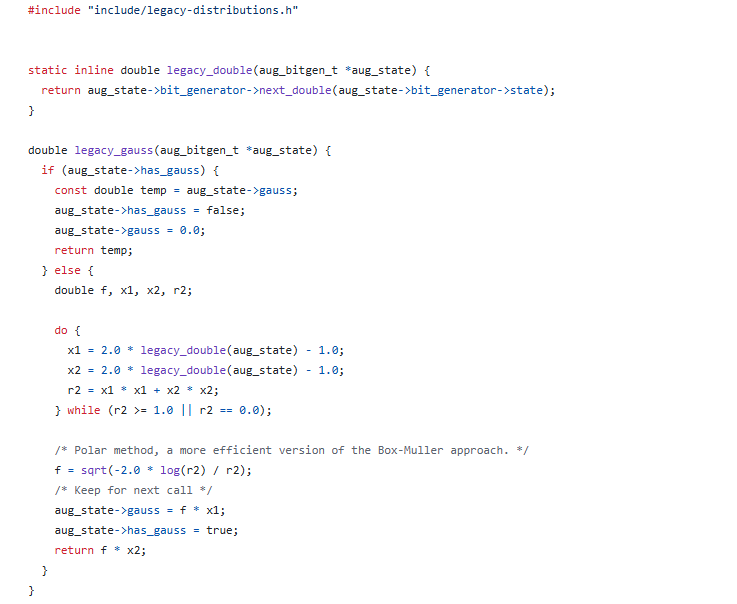 #include "include/legacy-distributions.h"
static inline double legacy_double(aug_bitgen_t *aug_state) {
return aug_state->bit_generator->next_double(aug_state->bit_generator->state);
}
double legacy_gauss(aug_bitgen_t *aug_state) {
if (aug_state->has_gauss) {
const double temp = aug_state->gauss;
aug_state->has_gauss = false;
aug_state->gauss = 0.0;
return temp;
} else {
double f, x1, x2, r2;
do {
x1 = 2.0 * legacy_double(aug_state) - 1.0;
x2 = 2.0 * legacy_double(aug_state) - 1.0;
r2 = x1 * x1 + x2 * x2;
} while (r2 >= 1.0 || r2 == 0.0);
/* Polar method, a more efficient version of the Box-Muller approach. */
f = sqrt(-2.0 * log(r2) / r2);
/* Keep for next call */
aug_state->gauss = f * x1;
aug_state->has_gauss = true;
return f * x2;
}
}